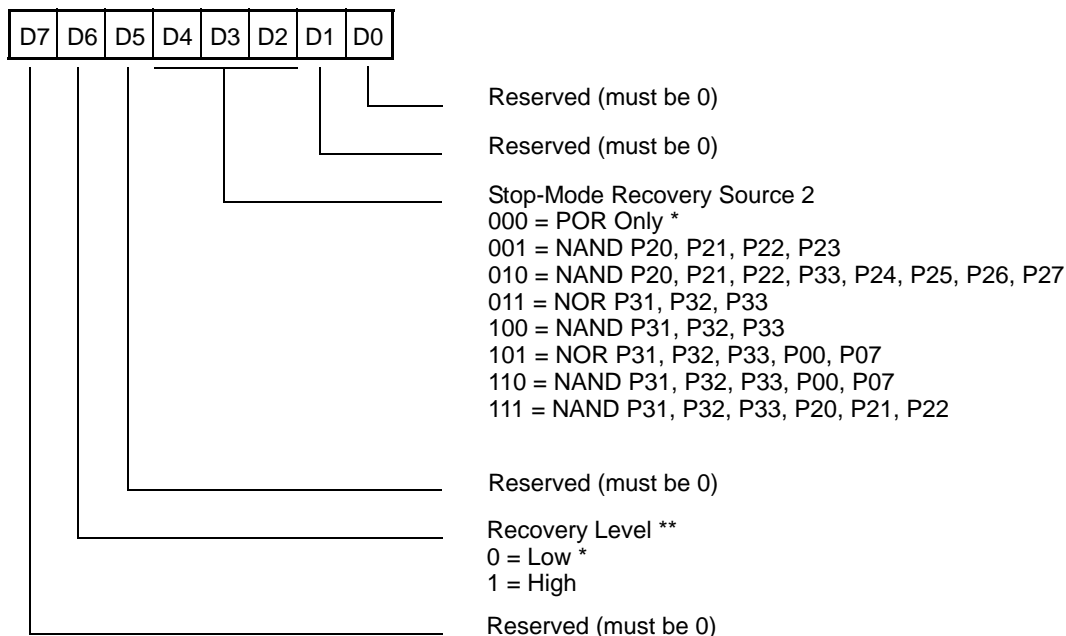 D7 D6 D5 D4 D3 D2 D1 D0
Reserved (must be 0)
Reserved (must be 0)
Stop-Mode Recovery Source 2
000 = POR Only *
001 = NAND P20, P21, P22, P23
010 = NAND P20, P21, P22, P33, P24, P25, P26, P27
011 = NOR P31, P32, P33
100 = NAND P31, P32, P33
101 = NOR P31, P32, P33, P00, P07
110 = NAND P31, P32, P33, P00, P07
111 = NAND P31, P32, P33, P20, P21, P22
Reserved (must be 0)
Recovery Level **
0 = Low *
1 = High
Reserved (must be 0)